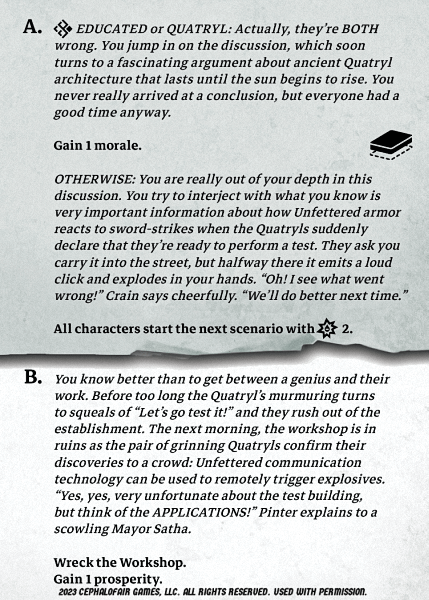 A. EDUCATED or QUATRYL: Actually, they're BOTH
wrong. You jump in on the discussion, which soon
turns to a fascinating argument about ancient Quatryl
architecture that lasts until the sun begins to rise. You
never really arrived at a conclusion, but everyone had a
good time anyway.
Gain 1 morale.
OTHERWISE: You are really out of your depth in this
discussion. You try to interject with what you know is
very important information about how Unfettered armor
reacts to sword-strikes when the Quatryls suddenly
declare that they're ready to perform a test. They ask you
carry it into the street, but halfway there it emits a loud
click and explodes in your hands. "Oh! I see what went
wrong!" Crain says cheerfully. "We'll do better next time."
All characters start the next scenario with 2.
B. You know better than to get between a genius and their
work. Before too long the Quatryl's murmuring turns
to squeals of "Let's go test it!" and they rush out of the
establishment. The next morning, the workshop is in
ruins as the pair of grinning Quatryls confirm their
discoveries to a crowd: Unfettered communication
technology can be used to remotely trigger explosives.
"Yes, yes, very unfortunate about the test building,
but think of the APPLICATIONS!" Pinter explains to a
scowling Mayor Satha.
Wreck the Workshop.
Gain 1 prosperity.
2023 CEPHALOFAIR GAMES, LLC. ALL RIGHTS RESERVED. USED WITH PERMISSION.